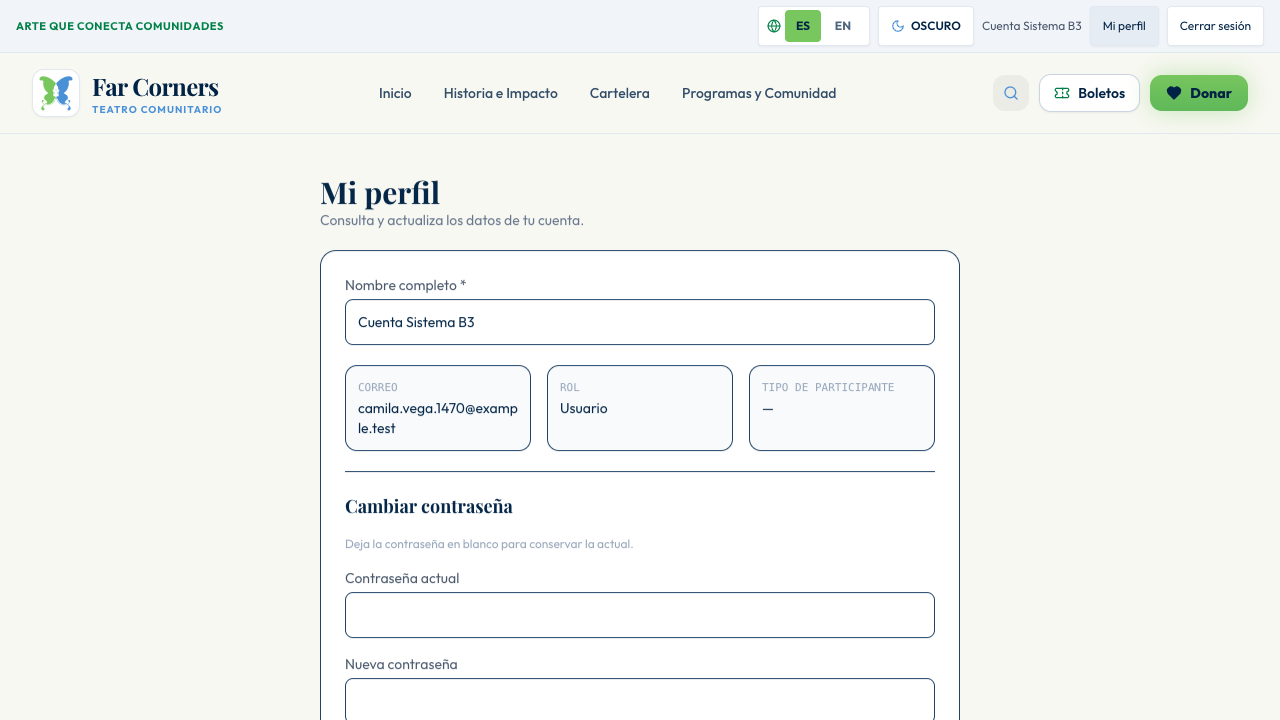 ARTE QUE CONECTA COMUNIDADES
ES
EN
OSCURO
Cuenta Sistema B3
Mi perfil
Cerrar sesión
Far Corners
TEATRO COMUNITARIO
Inicio
Historia e Impacto
Cartelera
Programas y Comunidad
Boletos
Donar
Mi perfil
Consulta y actualiza los datos de tu cuenta.
Nombre completo *
Cuenta Sistema B3
CORREO
camila.vega.1470@examp
le.test
ROL
Usuario
TIPO DE PARTICIPANTE
—
Cambiar contraseña
Deja la contraseña en blanco para conservar la actual.
Contraseña actual
Nueva contraseña